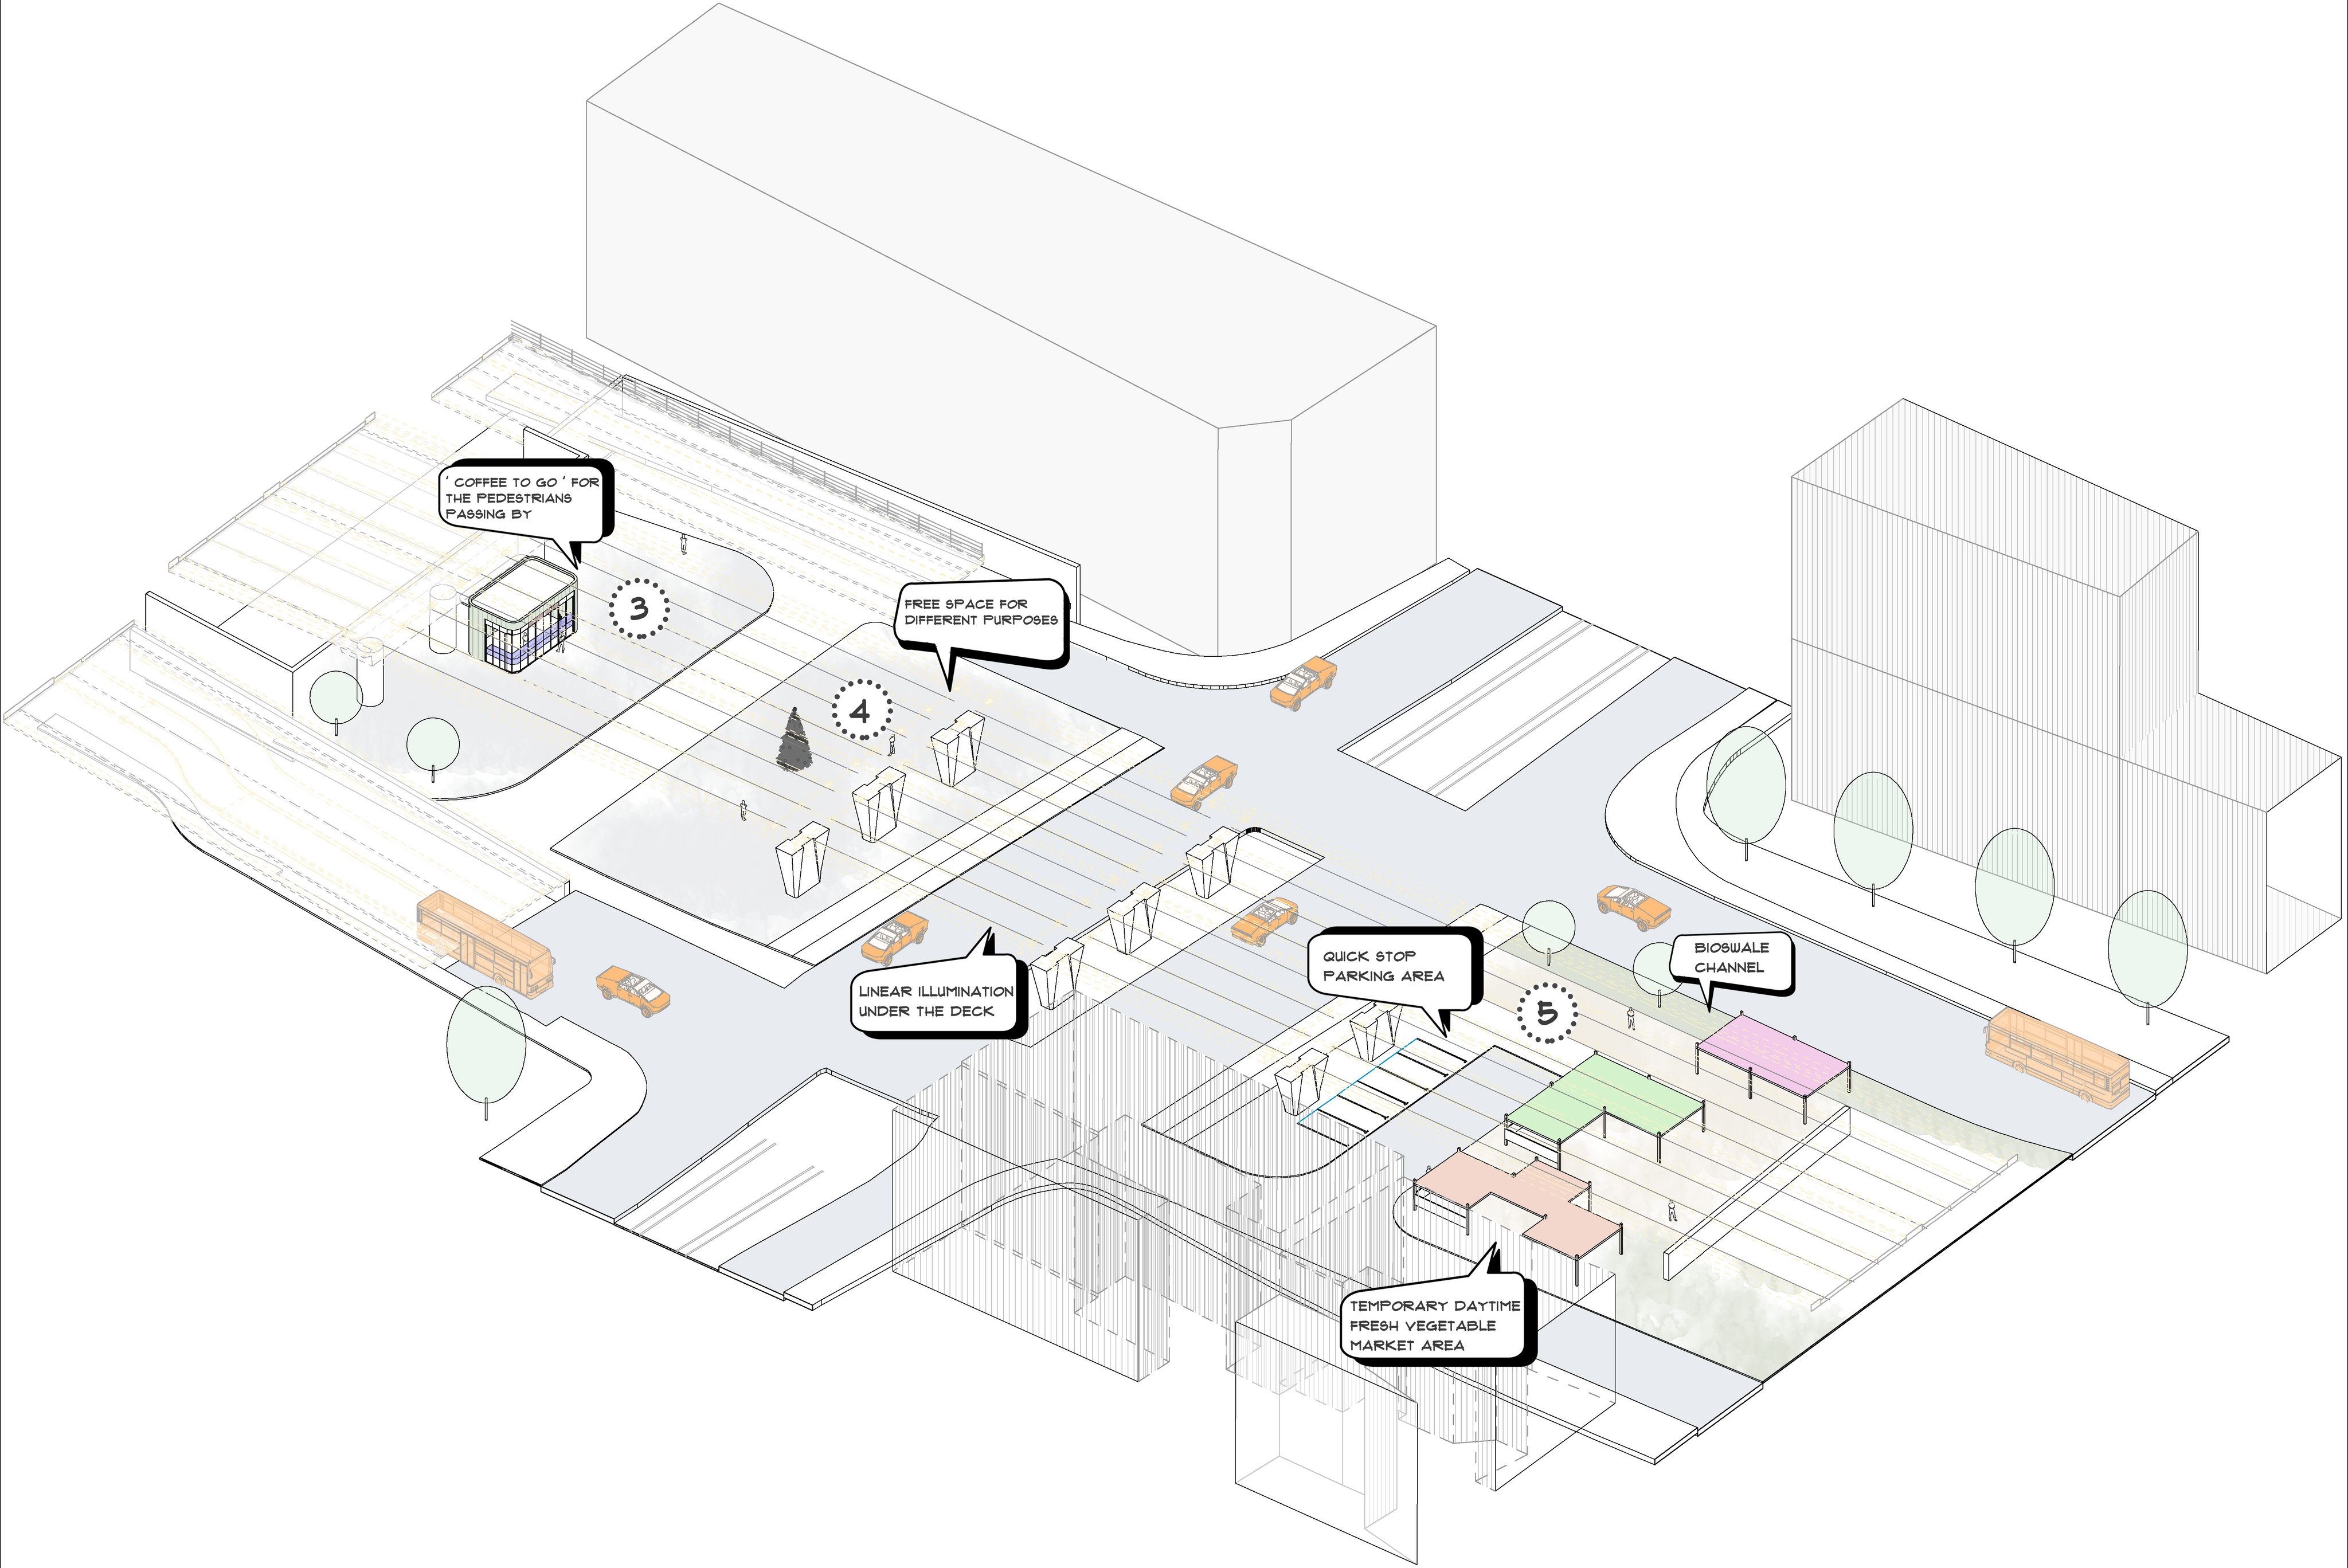 ' COFFEE TO GO ' FOR
THE PEDESTRIANS
PASSING BY
3
FREE SPACE FOR
DIFFERENT PURPOSES
4
LINEAR ILLUMINATION
UNDER THE DECK
QUICK STOP
PARKING AREA
5
BIOSWALE
CHANNEL
TEMPORARY DAYTIME
FRESH VEGETABLE
MARKET AREA